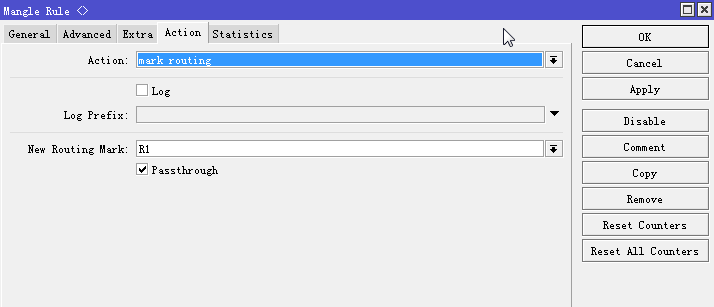 Mangle Rule <>
General Advanced Extra Action Statistics
Action: mark routing
Log
Log Prefix:
New Routing Mark: R1
Passthrough
OK
Cancel
Apply
Disable
Comment
Copy
Remove
Reset Counters
Reset All Counters